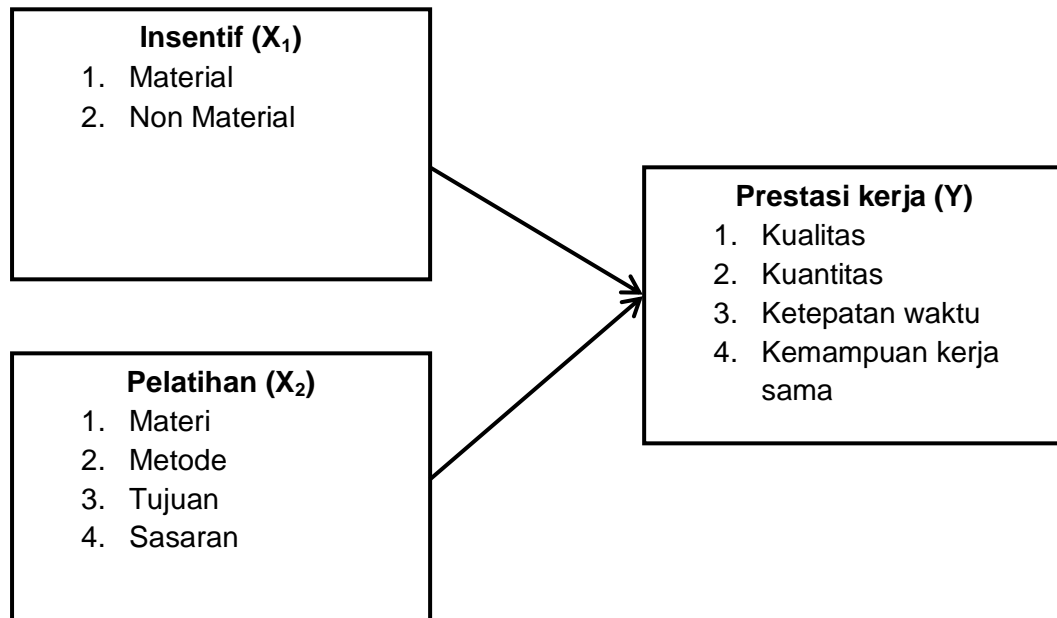 Insentif (X₁)
1. Material
2. Non Material
Pelatihan (X₂)
1. Materi
2. Metode
3. Tujuan
4. Sasaran
Prestasi kerja (Y)
1. Kualitas
2. Kuantitas
3. Ketepatan waktu
4. Kemampuan kerja
sama